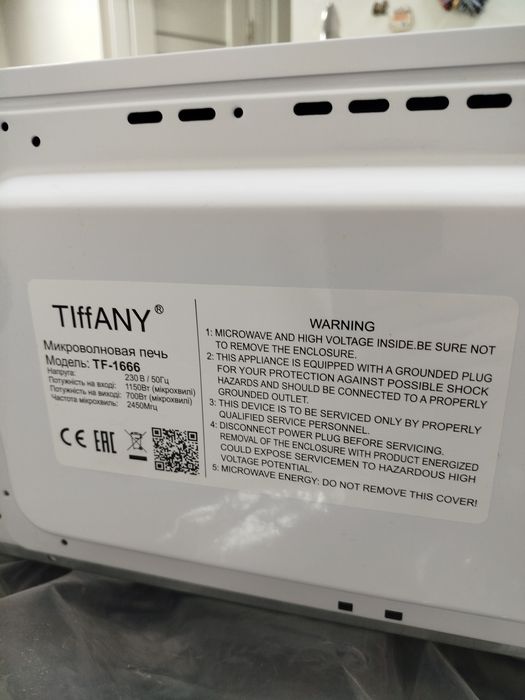 TIffANY®
Микроволновая печь
Модель: TF-1666
Напруга: 230 В / 50Гц
Потужність на вході: 1150Вт (мікрохвилі)
Потужність на виході: 700Вт (мікрохвилі)
Частота мікрохвиль: 2450Мгц
CE EAC
WARNING
1: MICROWAVE AND HIGH VOLTAGE INSIDE.BE SURE NOT
TO REMOVE THE ENCLOSURE.
2: THIS APPLIANCE IS EQUIPPED WITH A GROUNDED PLUG
FOR YOUR PROTECTION AGAINST POSSIBLE SHOCK
HAZARDS AND SHOULD BE CONNECTED TO A PROPERLY
GROUNDED OUTLET.
3: THIS DEVICE IS TO BE SERVICED ONLY BY PROPERLY
QUALIFIED SERVICE PERSONNEL.
4: DISCONNECT POWER PLUG BEFORE SERVICING.
REMOVAL OF THE ENCLOSURE WITH PRODUCT ENERGIZED
COULD EXPOSE SERVICEMEN TO HAZARDOUS HIGH
VOLTAGE POTENTIAL.
5: MICROWAVE ENERGY: DO NOT REMOVE THIS COVER!